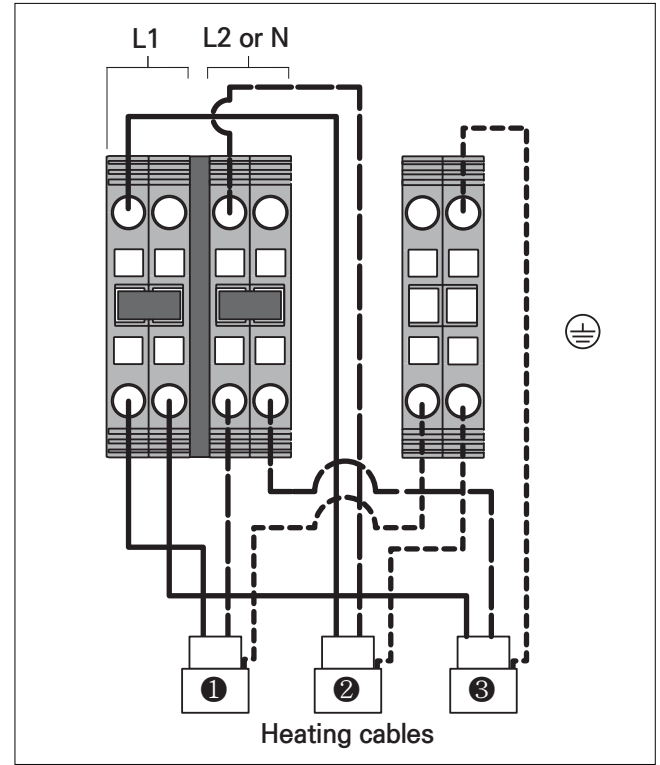 L1 L2 or N
❶ ❷ ❸
Heating cables